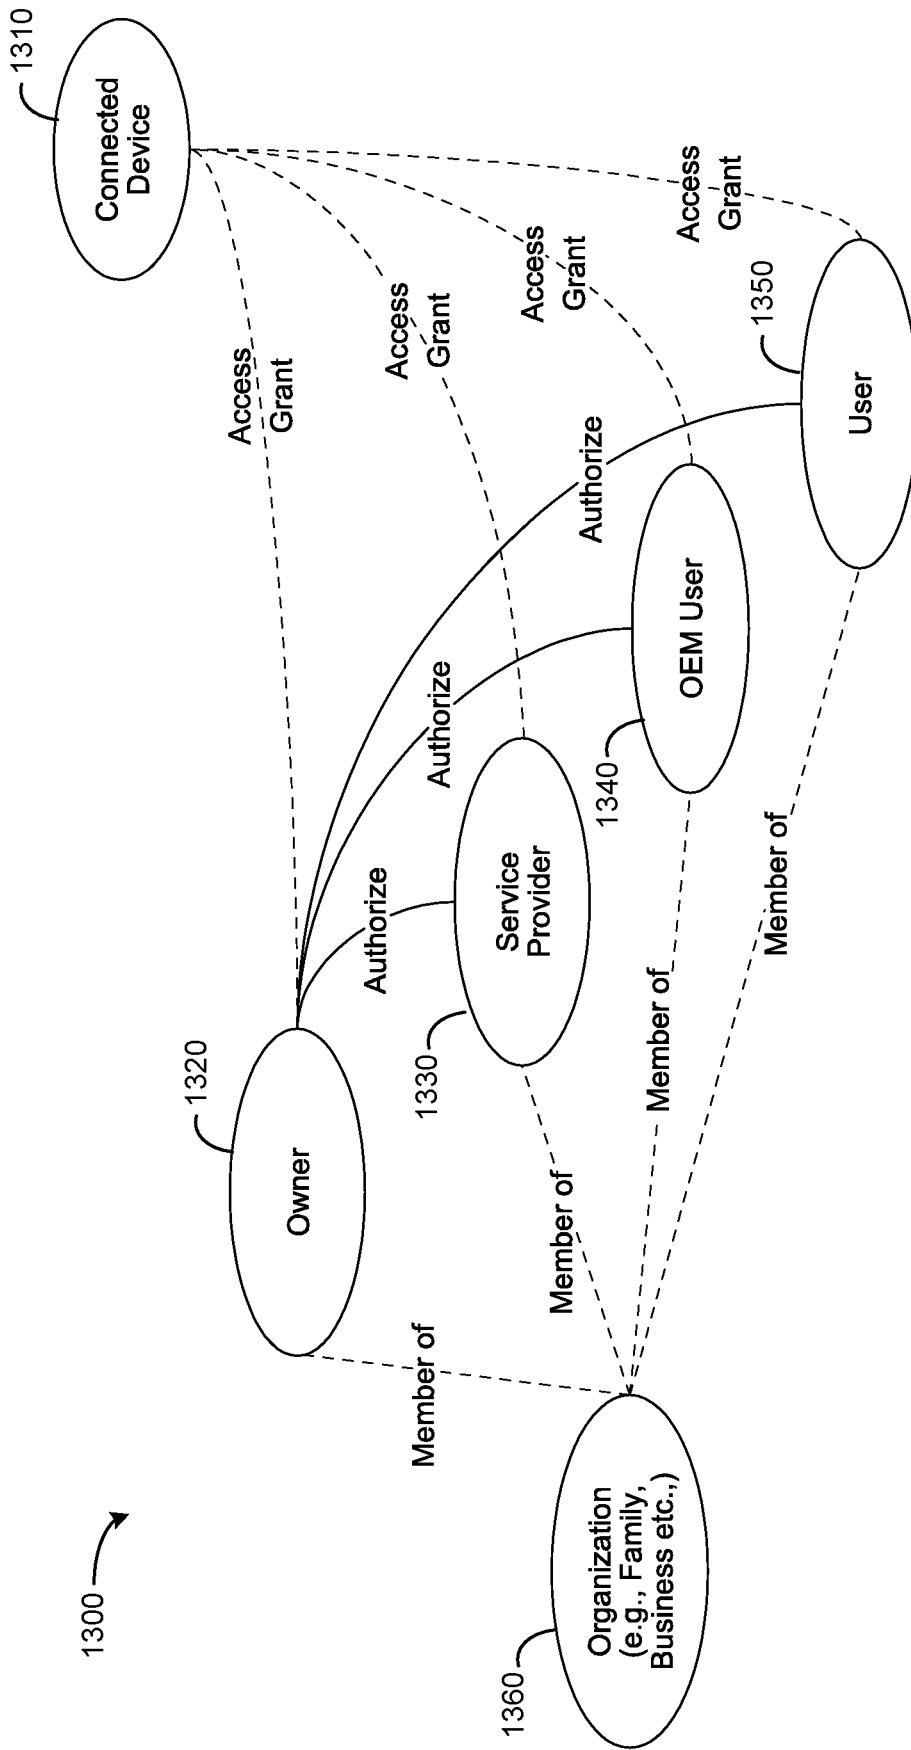 1300
1310
Connected
Device
1320
Owner
Access
Grant
Access
Grant
Access
Grant
Access
Grant
Authorize
Authorize
Authorize
1330
Service
Provider
1340
OEM User
1350
User
Member of
Member of
Member of
Member of
1360
Organization
(e.g., Family,
Business etc.,)